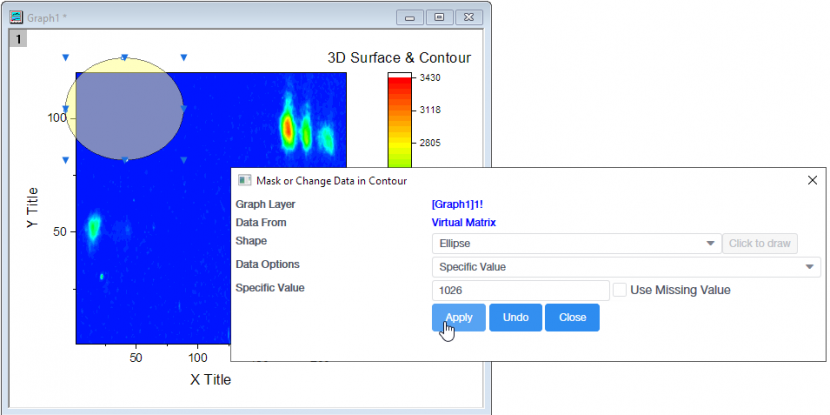 Graph1 *
1
3D Surface & Contour
3430
3118
2805
100
50
Y Title
50
100
X Title
Mask or Change Data in Contour
Graph Layer [Graph1]1!
Data From Virtual Matrix
Shape Ellipse Click to draw
Data Options Specific Value
Specific Value 1026 Use Missing Value
Apply Undo Close